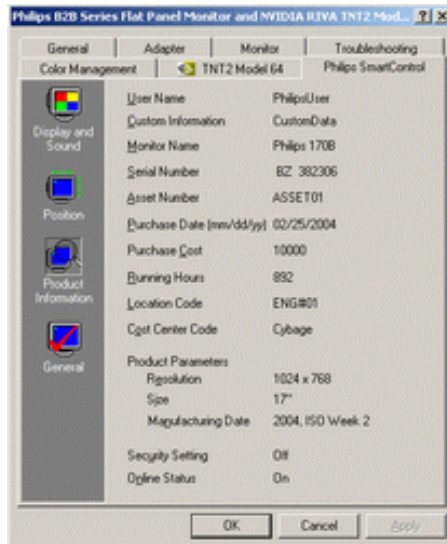 Philips B2B Series Flat Panel Monitor and NVIDIA RIVA TNT2 Mod...
General Adapter Monitor Troubleshooting
Color Management TNT2 Model 64 Philips SmartControl
Display and Sound
Position
Product Information
General
User Name PhilipsUser
Custom Information CustomData
Monitor Name Philips 170B
Serial Number BZ 382306
Asset Number ASSET01
Purchase Date (mm/dd/yy) 02/25/2004
Purchase Cost 10000
Running Hours 892
Location Code ENG#01
Cost Center Code Cybage
Product Parameters
Resolution 1024 x 768
Size 17"
Manufacturing Date 2004, ISO Week 2
Security Setting Off
Online Status On
OK Cancel Apply